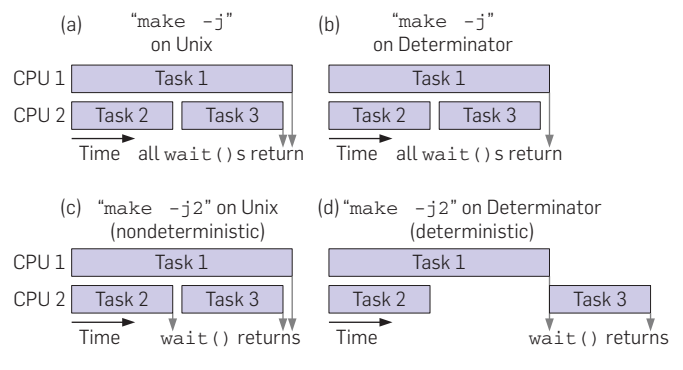 (a) "make -j" on Unix
(b) "make -j" on Determinator
CPU 1 Task 1 Task 1
CPU 2 Task 2 Task 3 Task 2 Task 3
Time all wait()s return Time all wait()s return
(c) "make -j2" on Unix (nondeterministic)
(d) "make -j2" on Determinator (deterministic)
CPU 1 Task 1 Task 1
CPU 2 Task 2 Task 3 Task 2 Task 3
Time wait() returns Time wait() returns